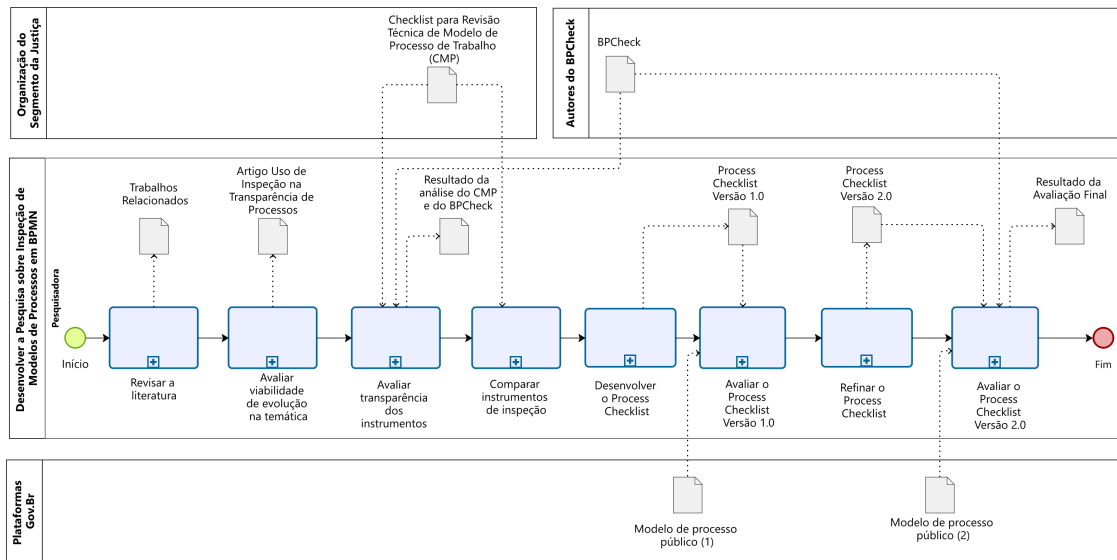 Organização do
Segmento da Justiça
Checklist para Revisão
Técnica de Modelo de
Processo de Trabalho
(CMP)
Autores do BPCheck
BPCheck
Desenvolver a Pesquisa sobre Inspeção de
Modelos de Processos em BPMN
Pesquisadora
Trabalhos
Relacionados
Artigo Uso de
Inspeção na
Transparência de
Processos
Resultado da
análise do CMP
e do BPCheck
Process
Checklist
Versão 1.0
Process
Checklist
Versão 2.0
Resultado da
Avaliação Final
Início
Revisar a
literatura
Avaliar
viabilidade
de evolução
na temática
Avaliar
transparência
dos
instrumentos
Comparar
instrumentos
de inspeção
Desenvolver
o Process
Checklist
Avaliar o
Process
Checklist
Versão 1.0
Refinar o
Process
Checklist
Avaliar o
Process
Checklist
Versão 2.0
Fim
Plataformas
Gov.Br
Modelo de processo
público (1)
Modelo de processo
público (2)